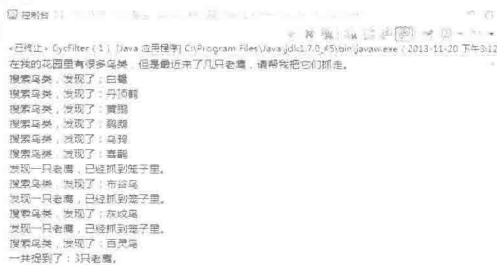 控制台
<已终止> CycFilter ( 1 ) [Java 应用程序] C:\Program Files\Java\jdk1.7.0_45\bin\javaw.exe ( 2013-11-20 下午3:12
在我的花园里有很多鸟类，但是最近来了几只老鹰，请帮我把它们抓走。
搜索鸟类，发现了：白鹭
搜索鸟类，发现了：丹顶鹤
搜索鸟类，发现了：黄鹂
搜索鸟类，发现了：鹦鹉
搜索鸟类，发现了：乌鸦
搜索鸟类，发现了：喜鹊
发现一只老鹰，已经抓到笼子里。
搜索鸟类，发现了：布谷鸟
发现一只老鹰，已经抓到笼子里。
搜索鸟类，发现了：灰纹鸟
发现一只老鹰，已经抓到笼子里。
搜索鸟类，发现了：百灵鸟
一共捉到了：3只老鹰。